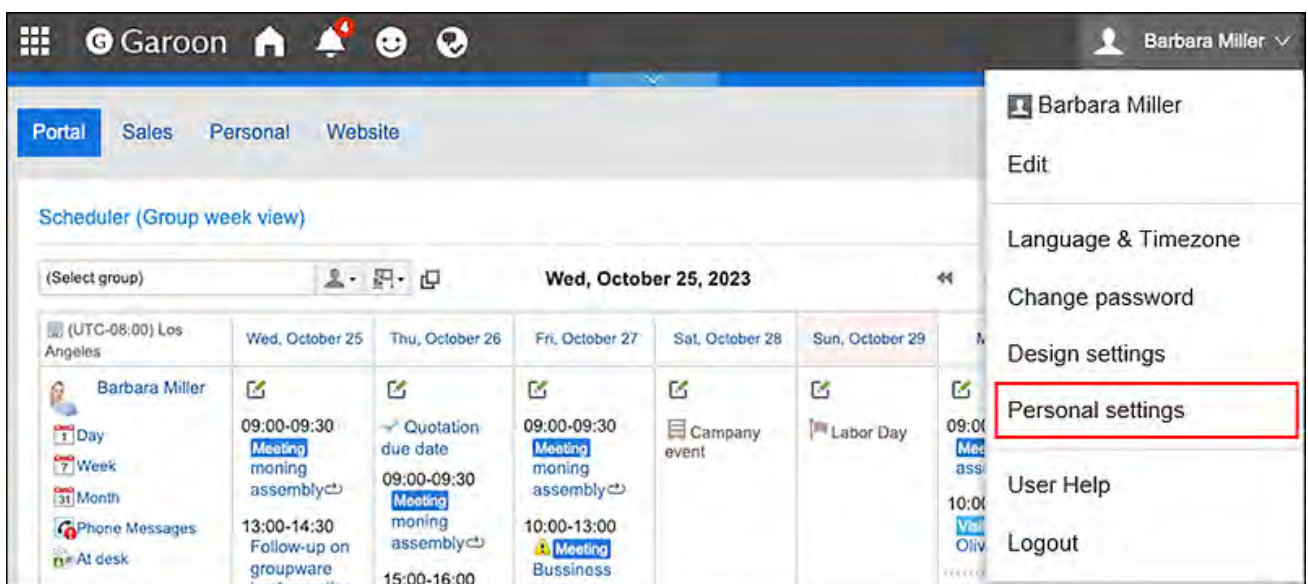 Garoon
4
Barbara Miller
Barbara Miller
Edit
Language & Timezone
Change password
Design settings
Personal settings
User Help
Logout
Portal
Sales
Personal
Website
Scheduler (Group week view)
(Select group)
Wed, October 25, 2023
(UTC-08:00) Los
Angeles
Wed, October 25
Thu, October 26
Fri, October 27
Sat, October 28
Sun, October 29
Barbara Miller
1 Day
7 Week
31 Month
Phone Messages
At desk
09:00-09:30
Meeting
moning
assembly
13:00-14:30
Follow-up on
groupware
Quotation
due date
09:00-09:30
Meeting
moning
assembly
15:00-16:00
09:00-09:30
Meeting
moning
assembly
10:00-13:00
Meeting
Bussiness
Campany
event
Labor Day